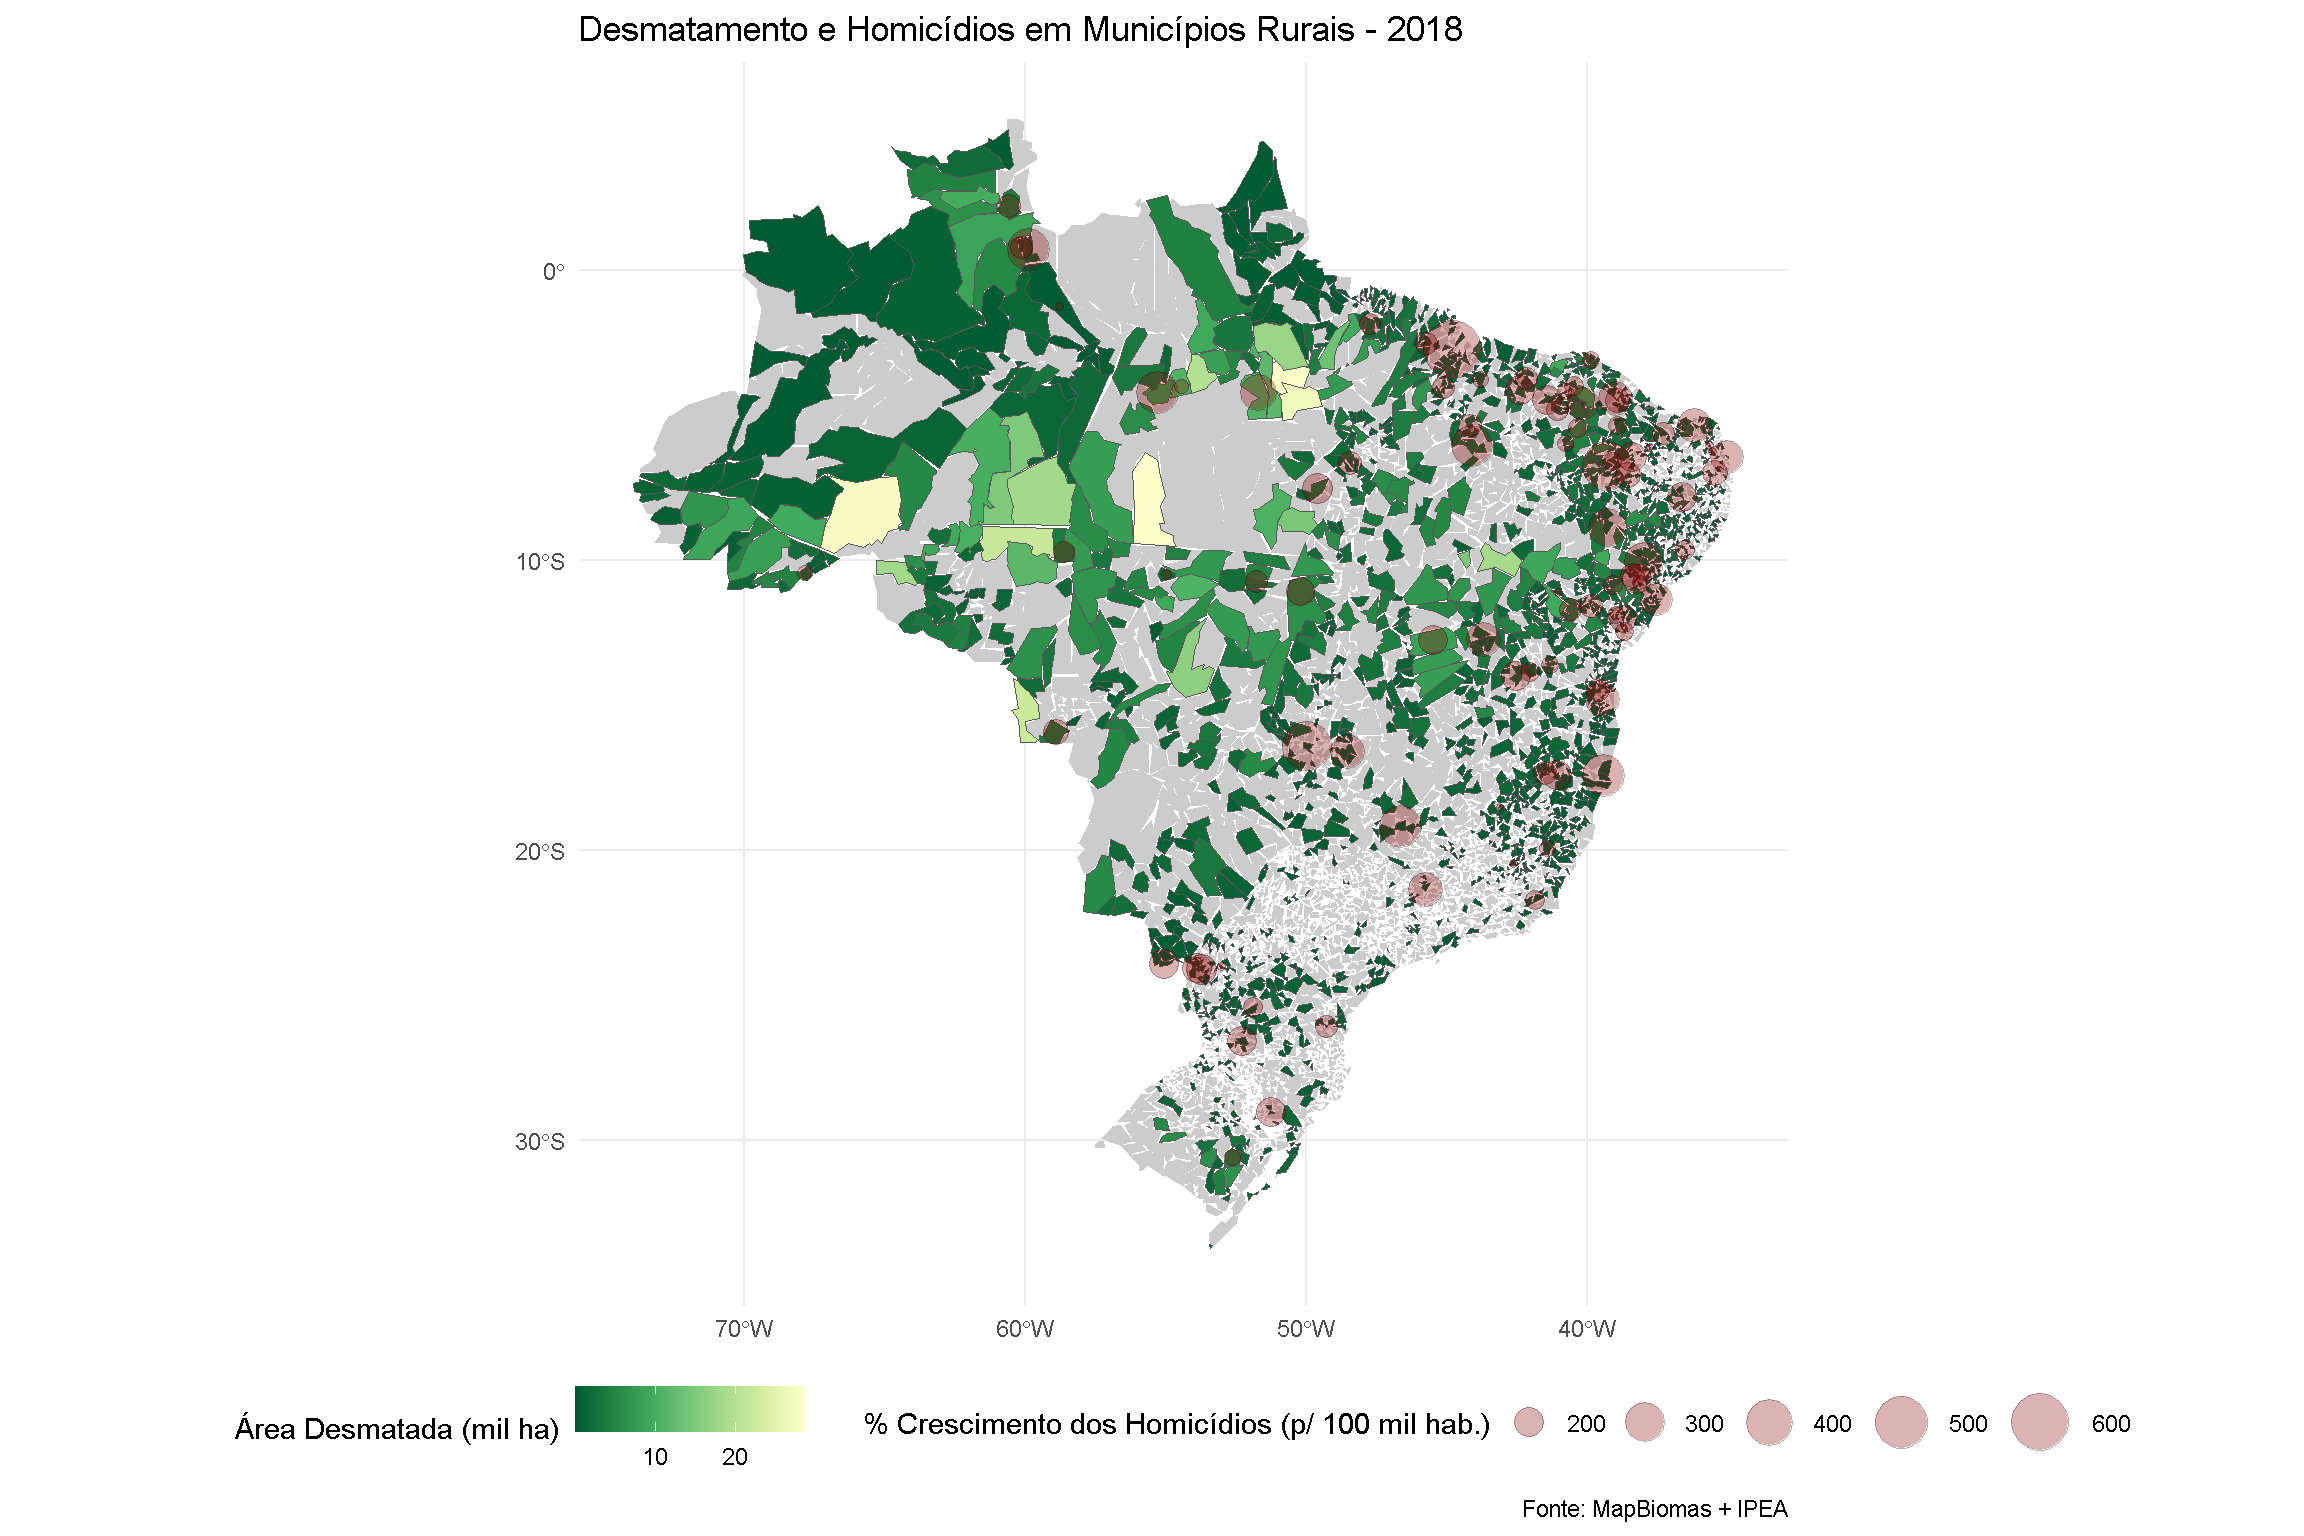 Desmatamento e Homicídios em Municípios Rurais - 2018
0°
10°S
20°S
30°S
70°W 60°W 50°W 40°W
Área Desmatada (mil ha)
10 20
% Crescimento dos Homicídios (p/ 100 mil hab.) 200 300 400 500 600
Fonte: MapBiomas + IPEA